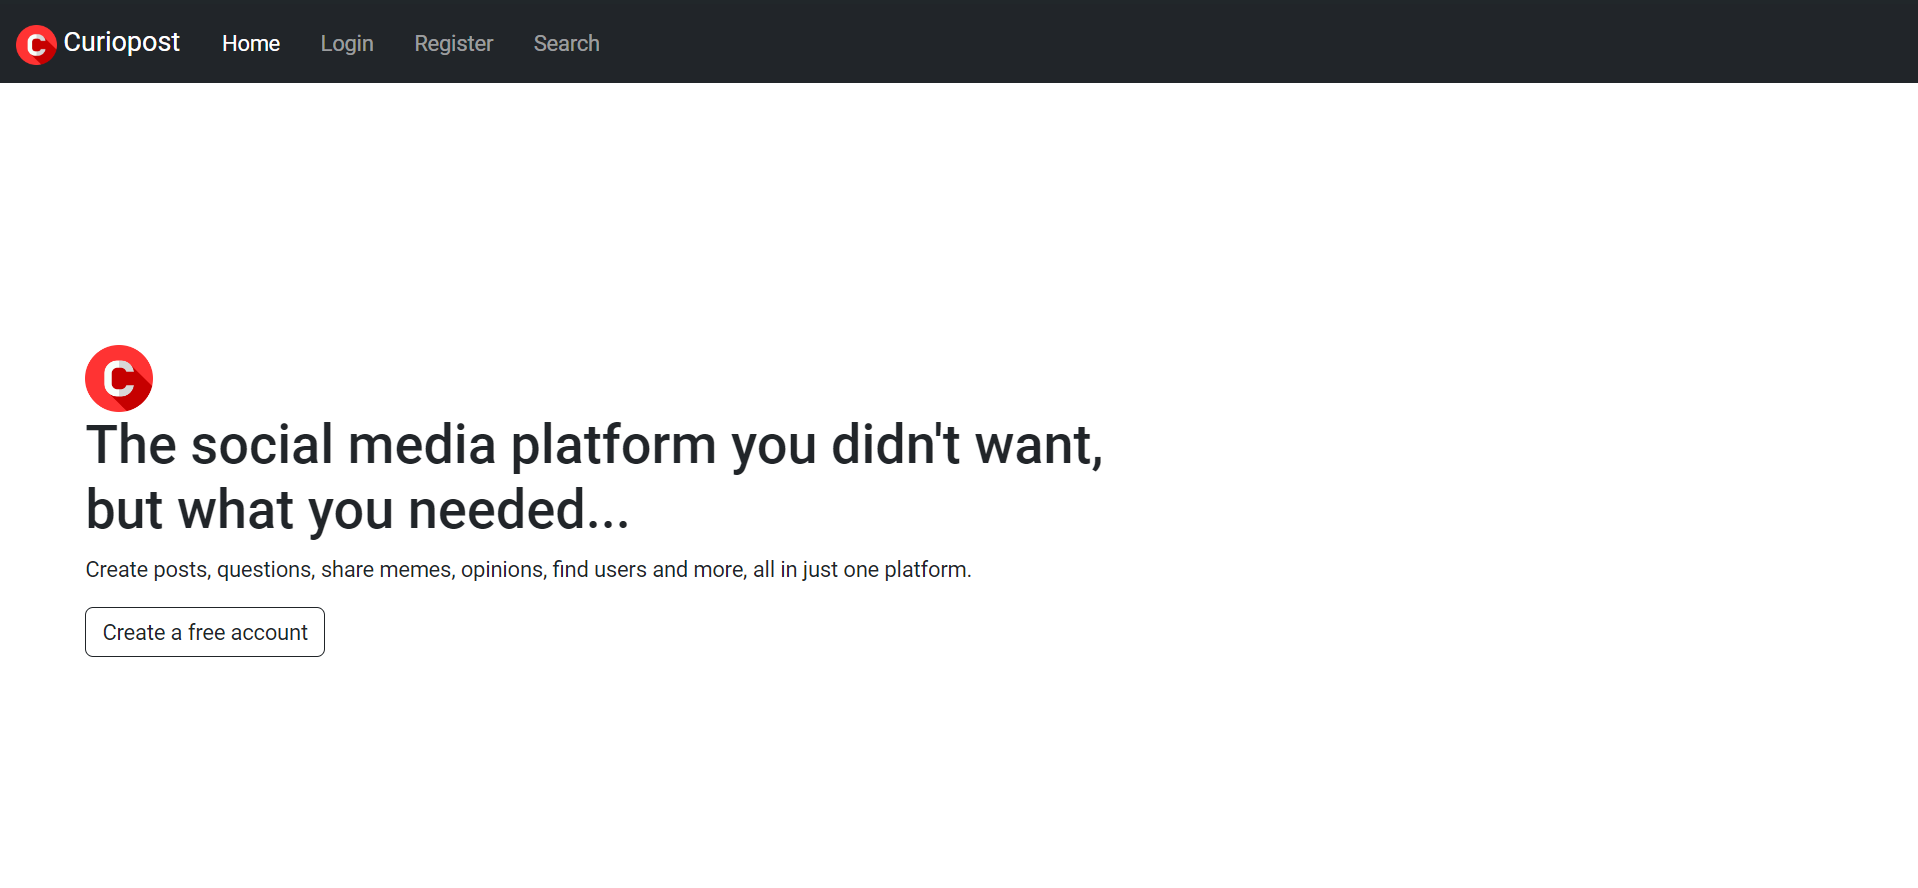 C Curiopost Home Login Register Search
C
The social media platform you didn't want,
but what you needed...
Create posts, questions, share memes, opinions, find users and more, all in just one platform.
Create a free account